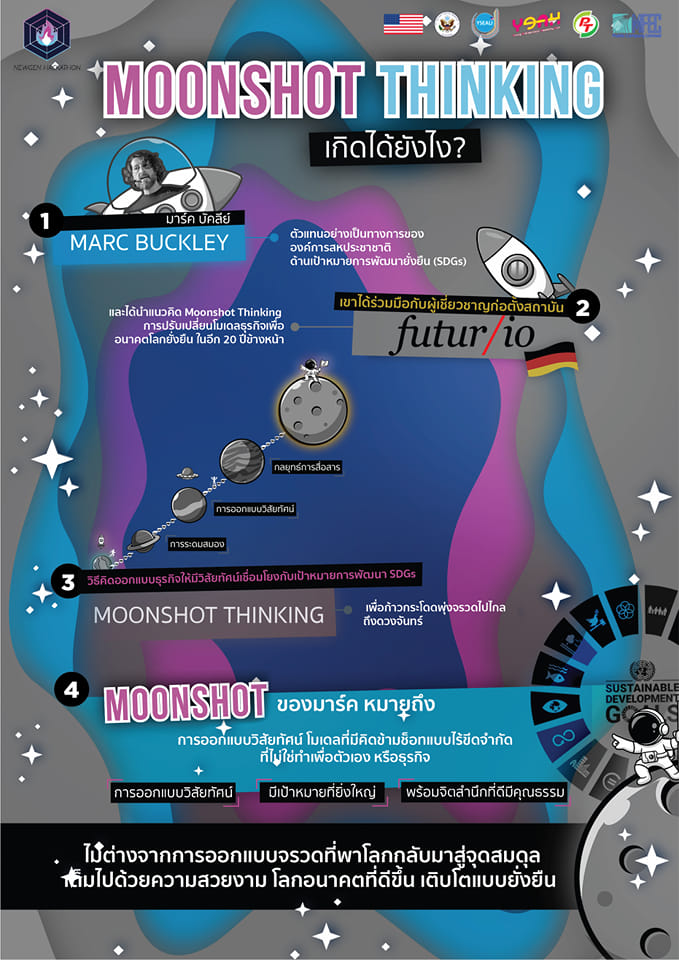 NEWGEN HACKATHON
YSEALI
MOONSHOT THINKING
เกิดได้ยังไง?
1
มาร์ค บัคลีย์
MARC BUCKLEY
ตัวแทนอย่างเป็นทางการของ
องค์การสหประชาชาติ
ด้านเป้าหมายการพัฒนายั่งยืน (SDGs)
เขาได้ร่วมมือกับผู้เชี่ยวชาญก่อตั้งสถาบัน
2
futur/io
และได้นำแนวคิด Moonshot Thinking
การปรับเปลี่ยนโมเดลธุรกิจเพื่อ
อนาคตโลกยั่งยืน ในอีก 20 ปีข้างหน้า
กลยุทธ์การสื่อสาร
การออกแบบวิสัยทัศน์
การระดมสมอง
3
วิธีคิดออกแบบธุรกิจให้มีวิสัยทัศน์เชื่อมโยงกับเป้าหมายการพัฒนา SDGs
MOONSHOT THINKING
เพื่อก้าวกระโดดพุ่งจรวดไปไกล
ถึงดวงจันทร์
4
MOONSHOT ของมาร์ค หมายถึง
การออกแบบวิสัยทัศน์ โมเดลที่มีคิดข้ามช็อทแบบไร้ขีดจำกัด
ที่ไม่ใช่ทำเพื่อตัวเอง หรือธุรกิจ
SUSTAINABLE
DEVELOPMENT
GOALS
การออกแบบวิสัยทัศน์
มีเป้าหมายที่ยิ่งใหญ่
พร้อมจิตสำนึกที่ดีมีคุณธรรม
ไม่ต่างจากการออกแบบจรวดที่พาโลกกลับมาสู่จุดสมดุล
เติมไปด้วยความสวยงาม โลกอนาคตที่ดีขึ้น เติบโตแบบยั่งยืน